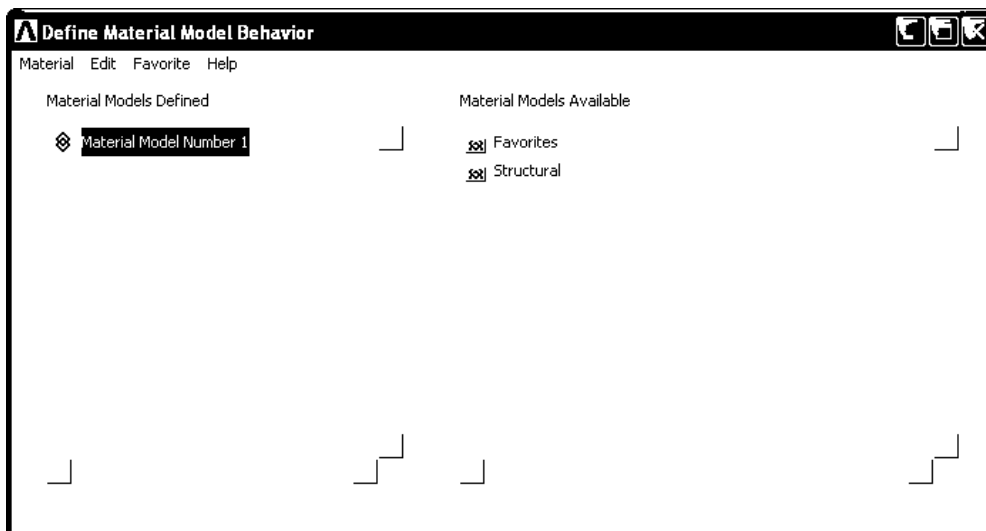 Define Material Model Behavior
Material Edit Favorite Help
Material Models Defined
Material Models Available
Material Model Number 1
Favorites
Structural